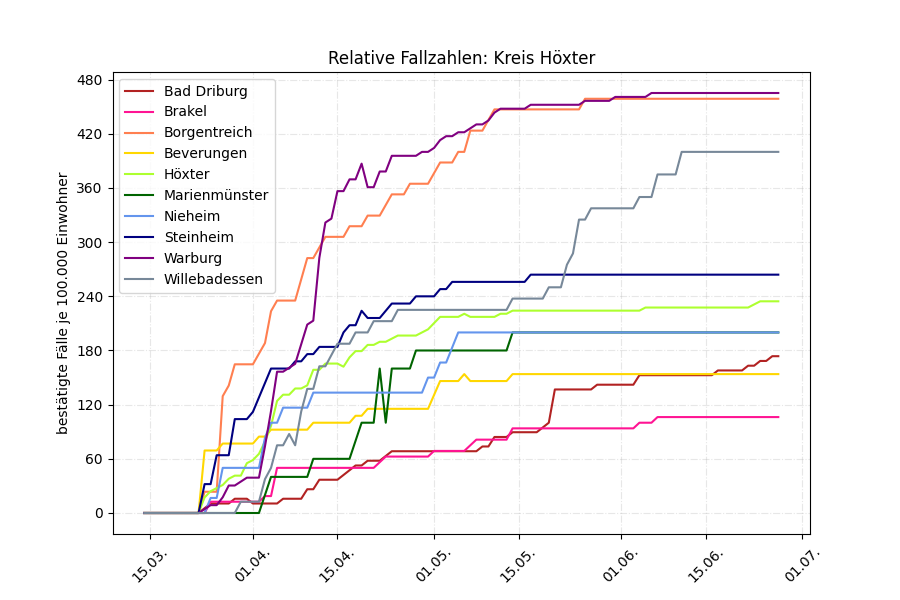 Relative Fallzahlen: Kreis Höxter
bestätigte Fälle je 100.000 Einwohner
480
420
360
300
240
180
120
60
0
Bad Driburg
Brakel
Borgentreich
Beverungen
Höxter
Marienmünster
Nieheim
Steinheim
Warburg
Willebadessen
15.03.
01.04.
15.04.
01.05.
15.05.
01.06.
15.06.
01.07.